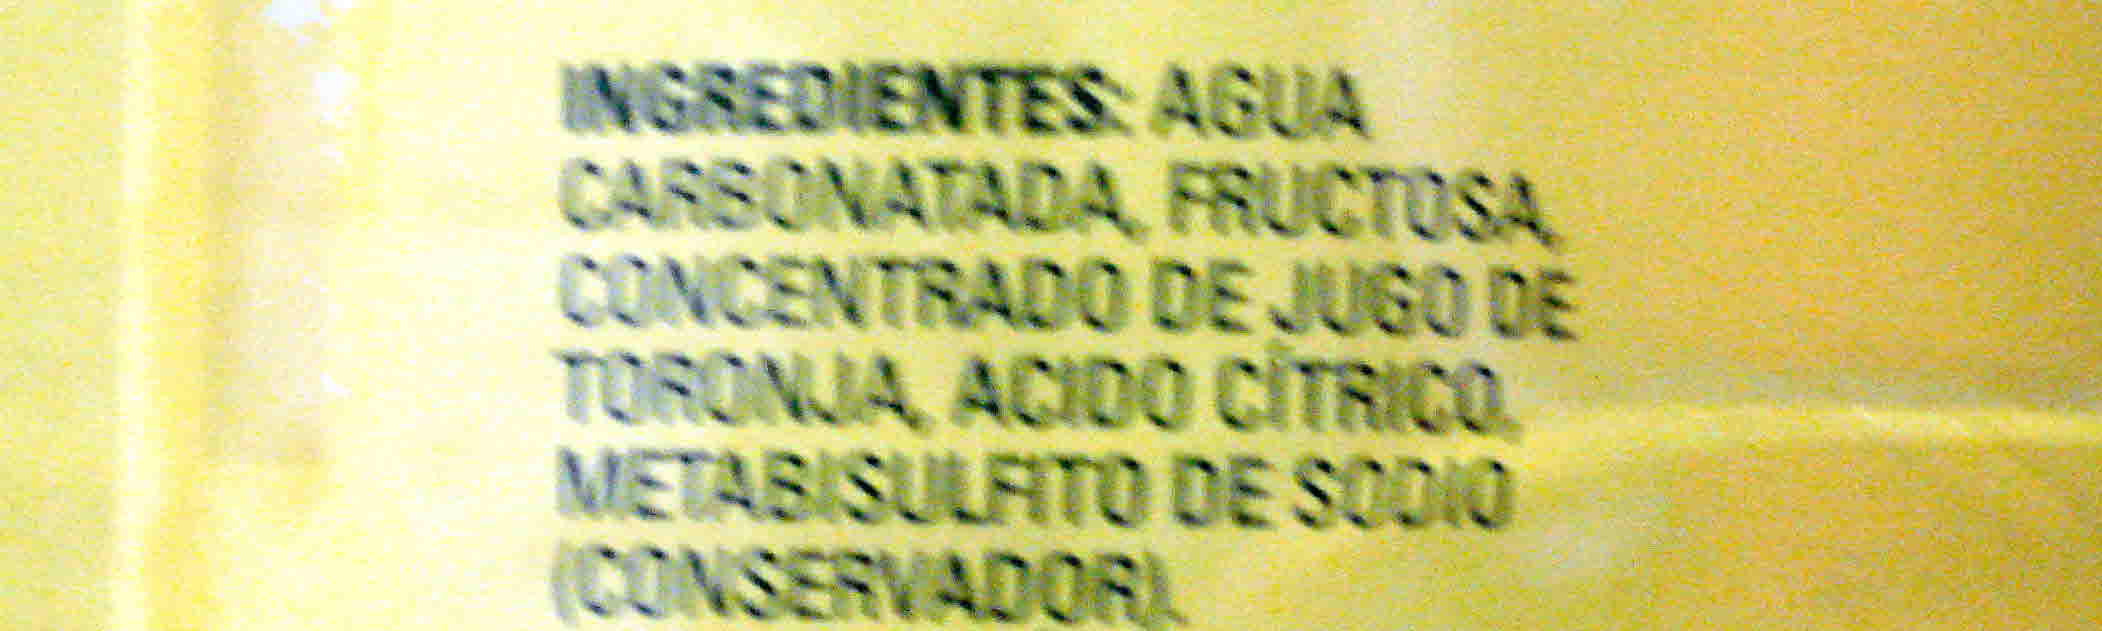 INGREDIENTES: AGUA
CARBONATADA, FRUCTOSA,
CONCENTRADO DE JUGO DE
TORONJA, ACIDO CÍTRICO,
METABISULFITO DE SODIO
(CONSERVADOR).